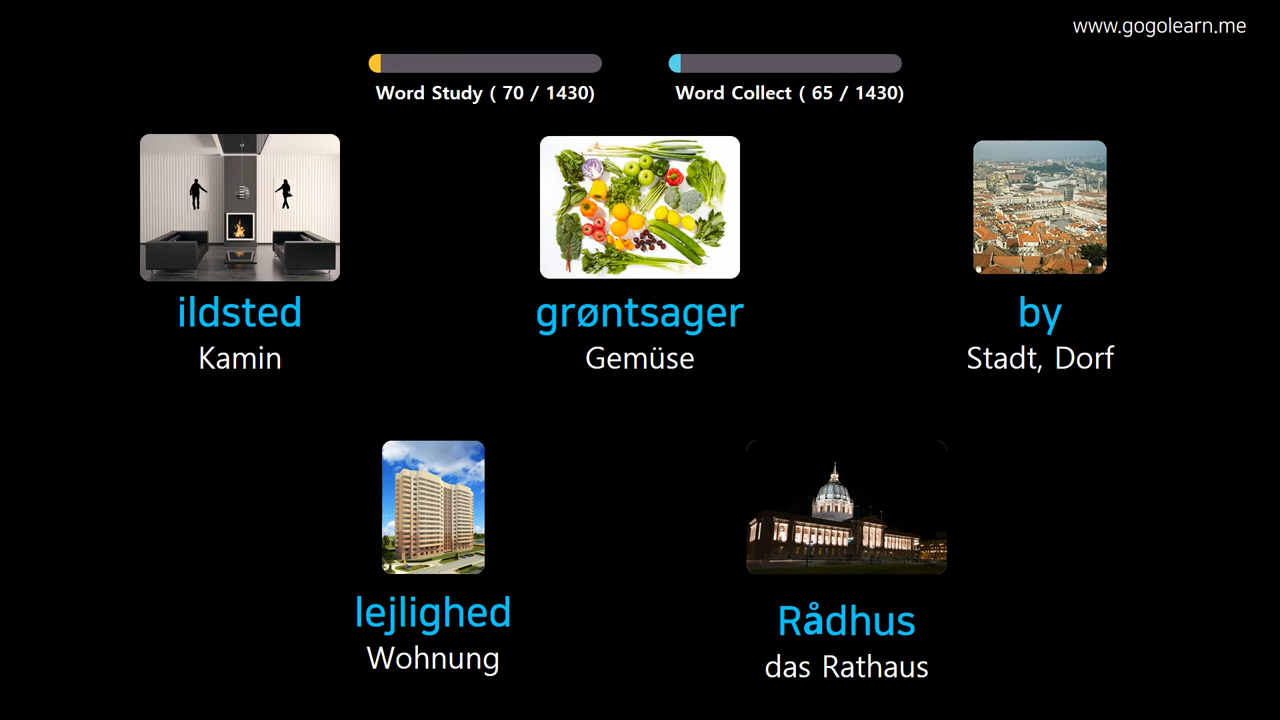 www.gogolearn.me
Word Study ( 70 / 1430)
Word Collect ( 65 / 1430)
ildsted
Kamin
grøntsager
Gemüse
by
Stadt, Dorf
lejlighed
Wohnung
Rådhus
das Rathaus